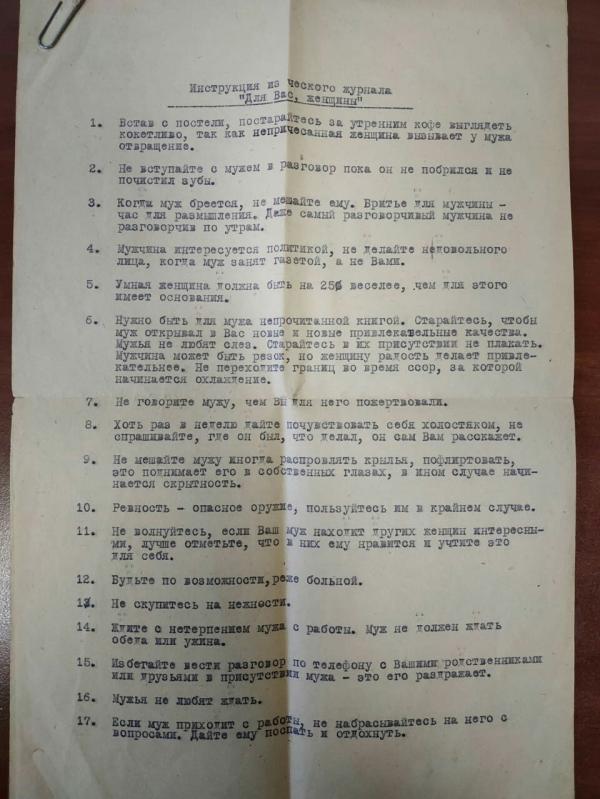 Инструкция из ческого журнала
"Для Вас, женщины"
1. Встав с постели, постарайтесь за утренним кофе выглядеть
кокетливо, так как непричесанная женщина вызывает у мужа
отвращение.
2. Не вступайте с мужем в разговор пока он не побрился и не
почистил зубы.
3. Когды муж бреется, не мешайте ему. Бритье для мужчины -
час для размышления. Даже самый разговорчивый мужчина не
разговорчив по утрам.
4. Мужчина интересуется политикой, не делайте недовольного
лица, когда муж занят газетой, а не Вами.
5. Умная женщина должна быть на 25% веселее, чем для этого
имеет основания.
6. Нужно быть для мужа непрочитанной книгой. Старайтесь, чтобы
муж открывал в Вас новые и новые привлекательные качества.
Мужья не любят слез. Старайтесь в их присутствии не плакать.
Мужчина может быть резок, но женщину радость делает привле-
кательнее. Не переходите границ во время ссор, за которой
начинается охлаждение.
7. Не говорите мужу, чем Вы для него пожертвовали.
8. Хоть раз в неделю дайте почувствовать себя холостяком, не
спрашивайте, где он был, что делал, он сам Вам расскажет.
9. Не мешайте мужу иногда распровлять крылья, пофлиртовать,
это поднимает его в собственных глазах, в ином случае начи-
нается скрытность.
10. Ревность - опасное оружие, пользуйтесь им в крайнем случае.
11. Не волнуйтесь, если Ваш муж находит других женщин интересны-
ми, лучше отметьте, что в них ему нравится и учтите это
для себя.
12. Будьте по возможности,реже больной.
13. Не скупитесь на нежности.
14. Ждите с нетерпением мужа с работы. Муж не должен ждать
обеда или ужина.
15. Избегайте вести разговор по телефону с Вашими родственниками
или друзьями в присутствии мужа - это его раздражает.
16. Мужья не любят ждать.
17. Если муж приходит с работы, не набрасывайтесь на него с
вопросами. Дайте ему поспать и отдохнуть.